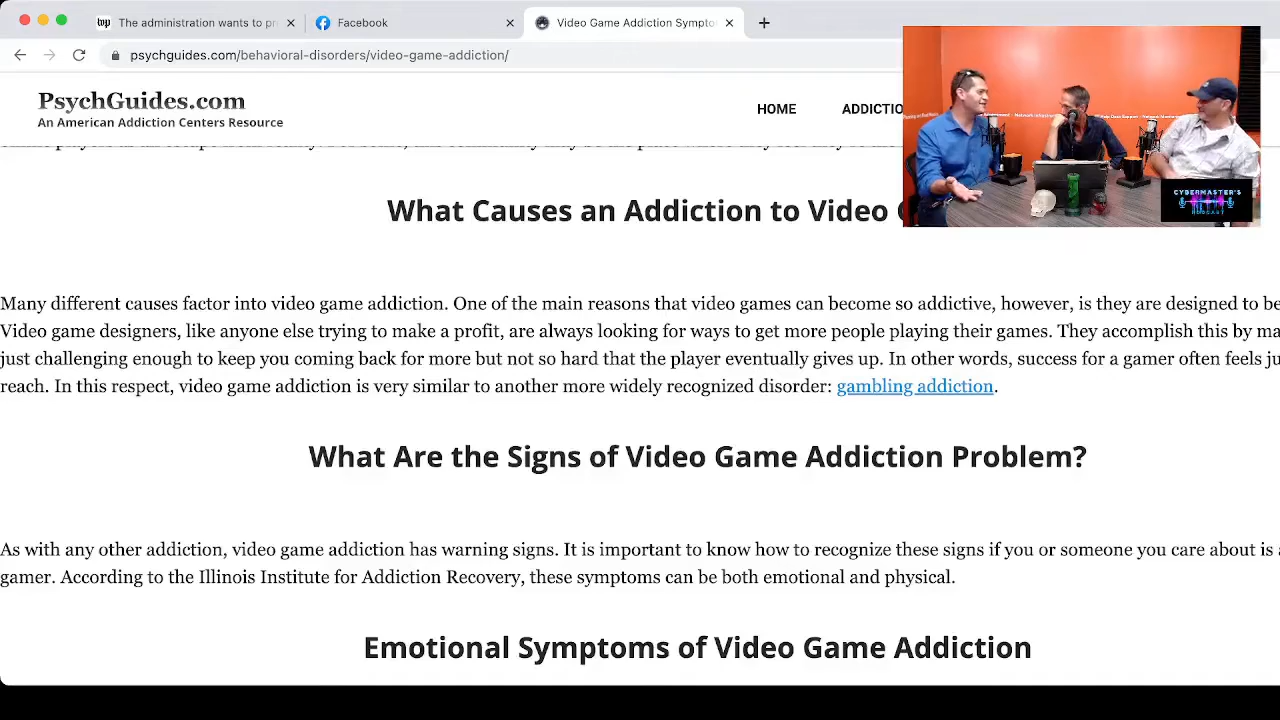 The administration wants to pr
Facebook
Video Game Addiction Sympto
psychguides.com/behavioral-disorders/video-game-addiction/
PsychGuides.com
An American Addiction Centers Resource
HOME
ADDICTIO
What Causes an Addiction to Video
Many different causes factor into video game addiction. One of the main reasons that video games can become so addictive, however, is they are designed to be
Video game designers, like anyone else trying to make a profit, are always looking for ways to get more people playing their games. They accomplish this by ma
just challenging enough to keep you coming back for more but not so hard that the player eventually gives up. In other words, success for a gamer often feels ju
reach. In this respect, video game addiction is very similar to another more widely recognized disorder: gambling addiction.
What Are the Signs of Video Game Addiction Problem?
As with any other addiction, video game addiction has warning signs. It is important to know how to recognize these signs if you or someone you care about is a
gamer. According to the Illinois Institute for Addiction Recovery, these symptoms can be both emotional and physical.
Emotional Symptoms of Video Game Addiction
CYBERMASTER'S
PODCAST